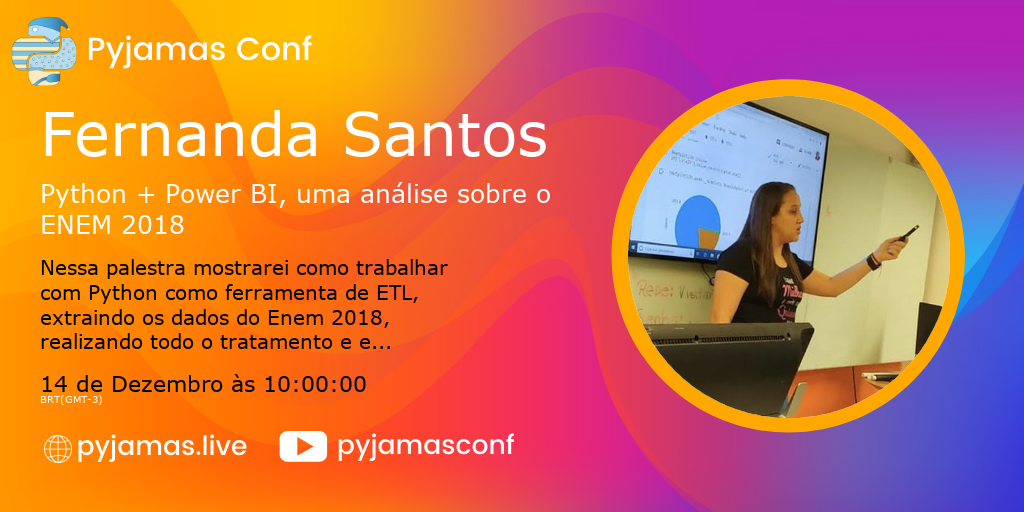 Pyjamas Conf
Fernanda Santos
Python + Power BI, uma análise sobre o
ENEM 2018
Nessa palestra mostrarei como trabalhar
com Python como ferramenta de ETL,
extraindo os dados do Enem 2018,
realizando todo o tratamento e e...
14 de Dezembro às 10:00:00
BRT(GMT-3)
pyjamas.live
pyjamasconf